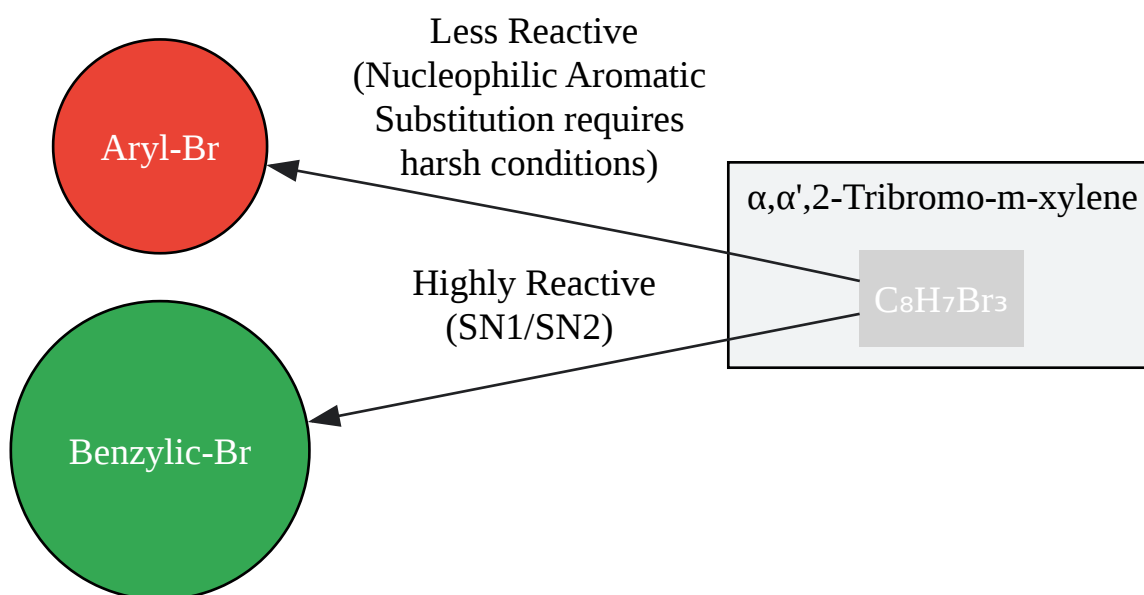 Less Reactive
(Nucleophilic Aromatic
Substitution requires
harsh conditions)
Aryl-Br
α,α',2-Tribromo-m-xylene
Highly Reactive
(SN1/SN2)
C₈H₇Br₃
Benzylic-Br